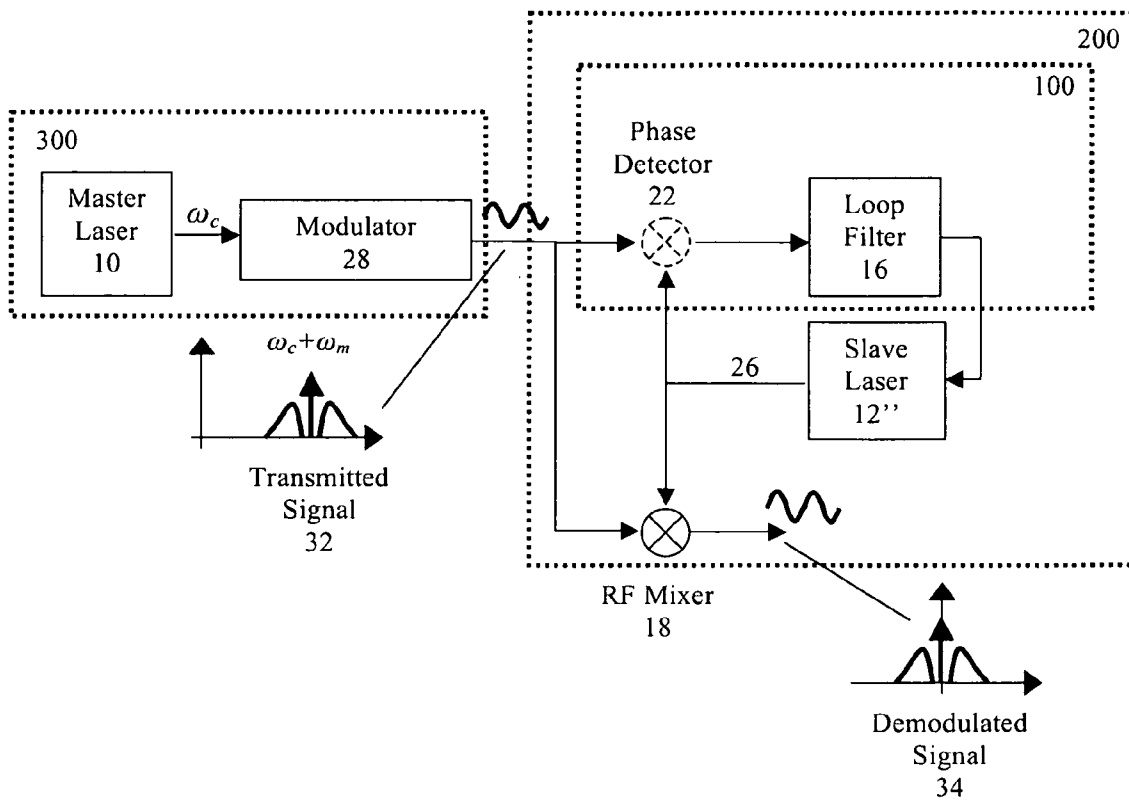 200
100
300
Phase
Detector
22
Master
Laser
10
ω_c
Modulator
28
Loop
Filter
16
ω_c+ω_m
26
Slave
Laser
12’’
Transmitted
Signal
32
RF Mixer
18
Demodulated
Signal
34